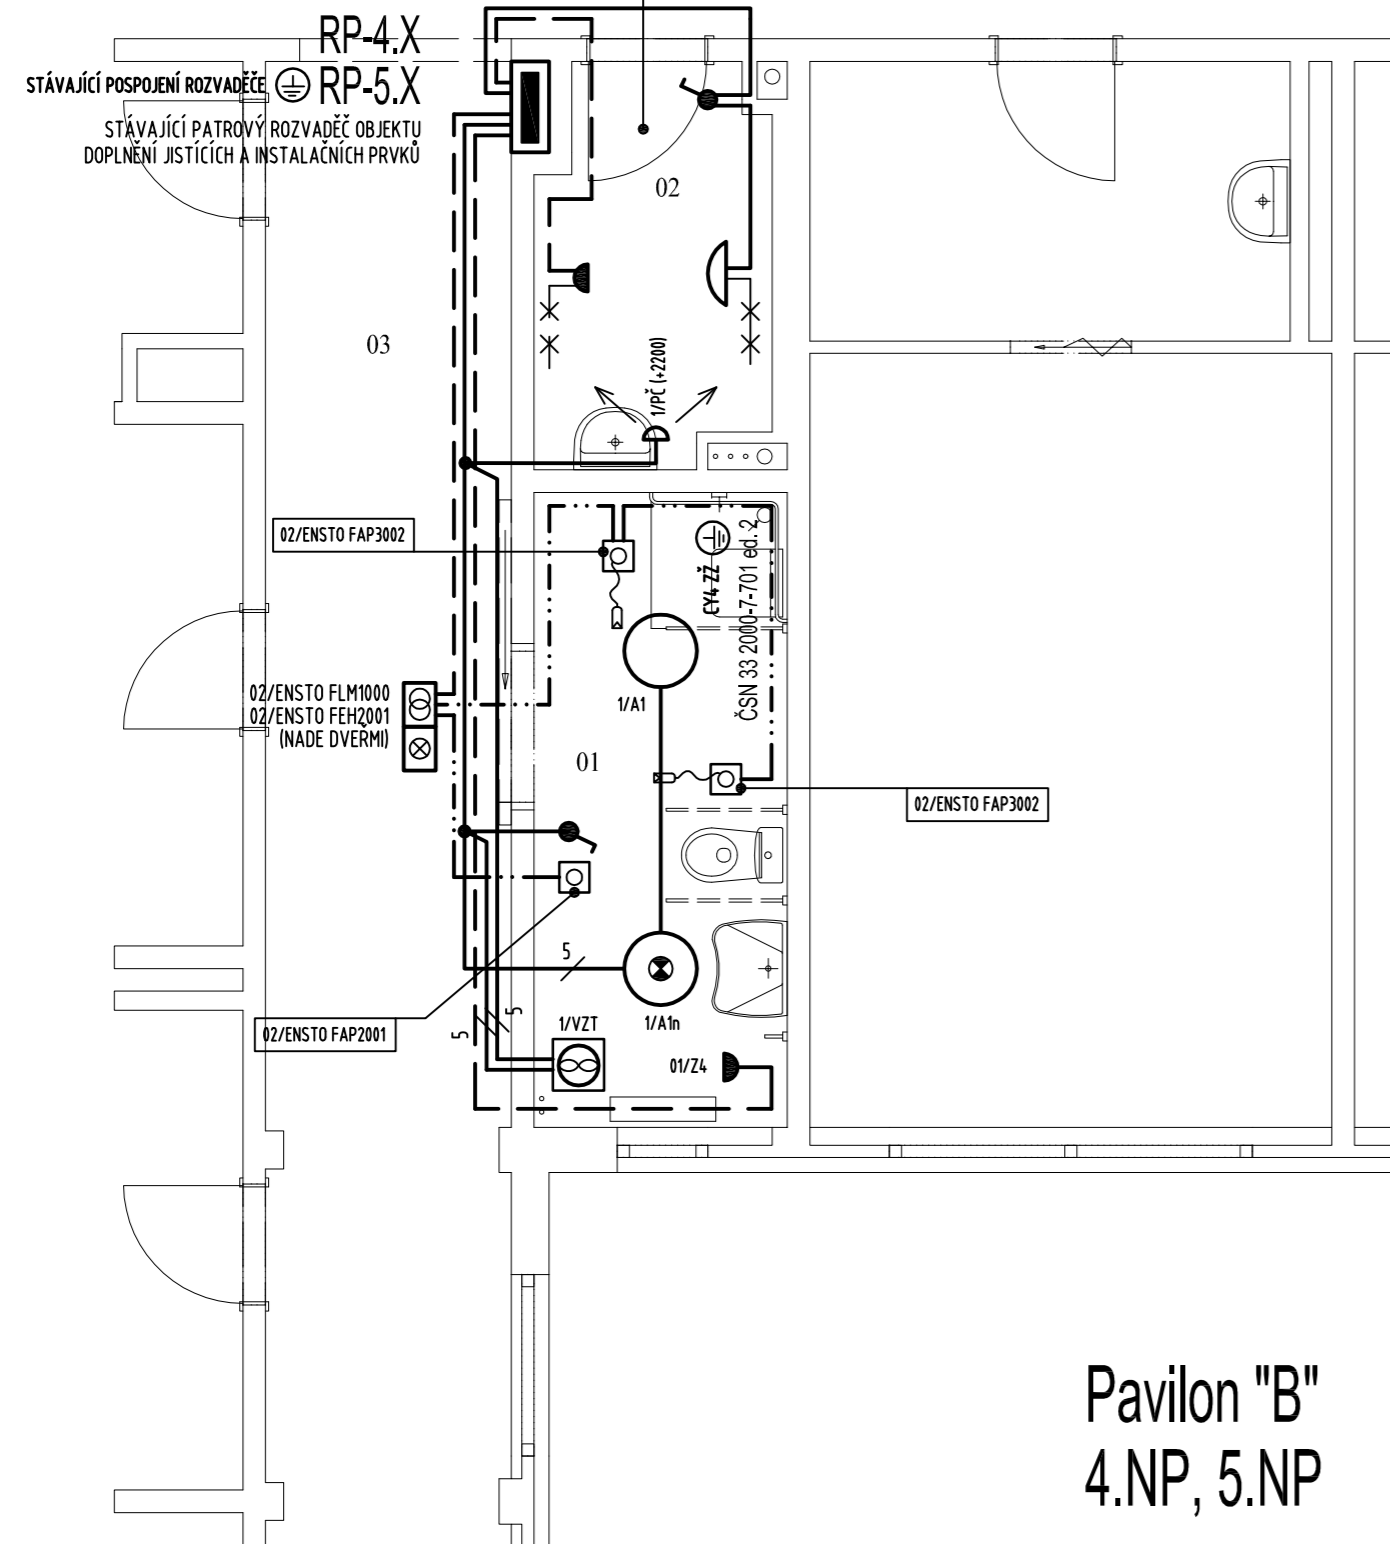 RP-4.X
STÁVAJÍCÍ POSPOJENÍ ROZVADĚČE RP-5.X
STÁVAJÍCÍ PATROVÝ ROZVADĚČ OBJEKTU
DOPLNĚNÍ JISTÍCÍCH A INSTALAČNÍCH PRVKŮ
02
03
1/PČ (+2200)
02/ENSTO FAP3002
CY4 ZŽ
ČSN 33 2000-7-701 ed.2
02/ENSTO FLM1000
02/ENSTO FEH2001
(NADE DVEŘMI)
1/A1
01
02/ENSTO FAP3002
5
02/ENSTO FAP2001
5
5
1/VZT
1/A1n
01/Z4
Pavilon "B"
4.NP, 5.NP